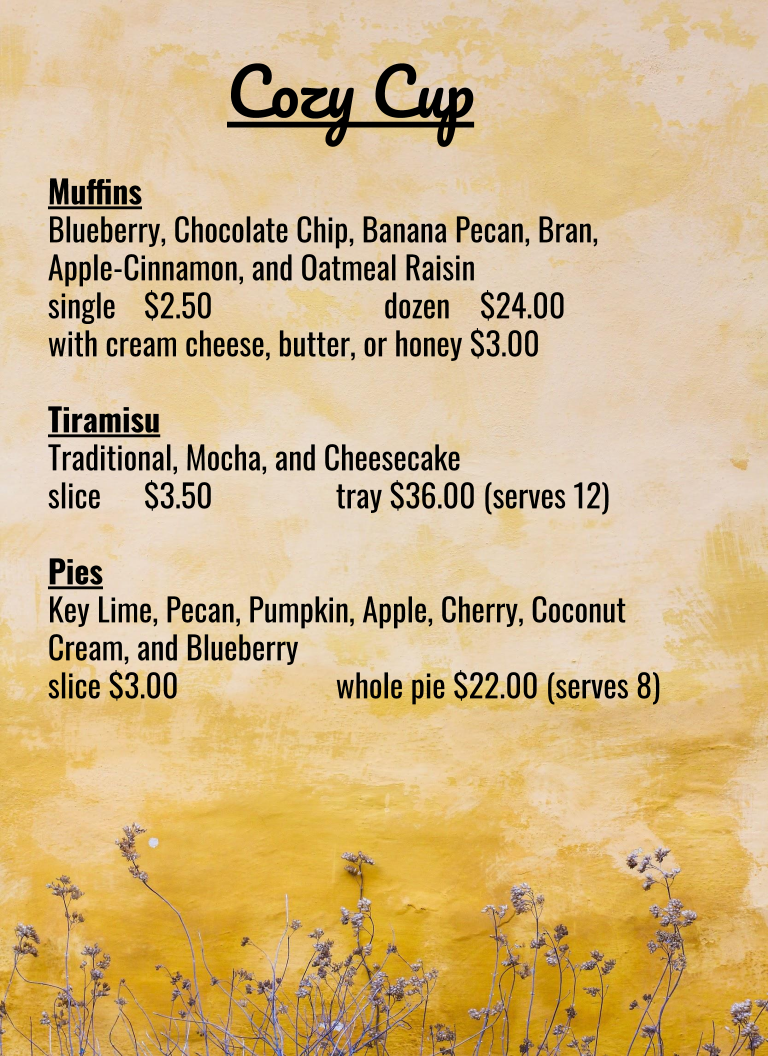 Cozy Cup
Muffins
Blueberry, Chocolate Chip, Banana Pecan, Bran,
Apple-Cinnamon, and Oatmeal Raisin
single $2.50 dozen $24.00
with cream cheese, butter, or honey $3.00
Tiramisu
Traditional, Mocha, and Cheesecake
slice $3.50 tray $36.00 (serves 12)
Pies
Key Lime, Pecan, Pumpkin, Apple, Cherry, Coconut
Cream, and Blueberry
slice $3.00 whole pie $22.00 (serves 8)